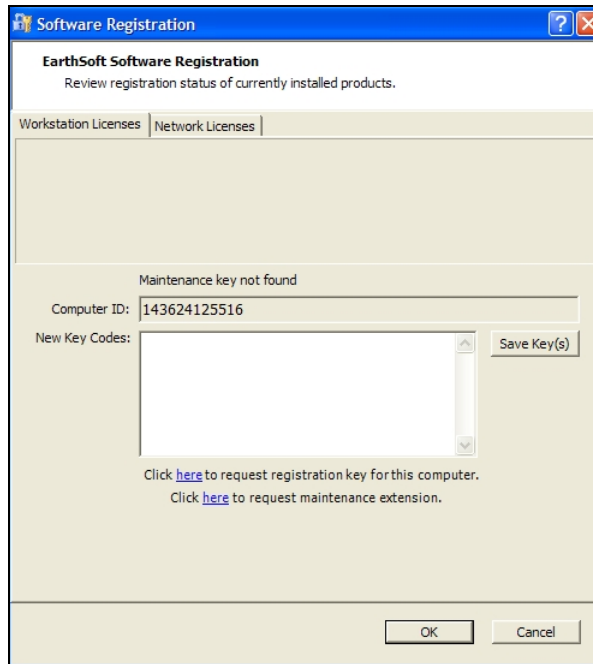 Software Registration
EarthSoft Software Registration
Review registration status of currently installed products.
Workstation Licenses
Network Licenses
Maintenance key not found
Computer ID: 143624125516
New Key Codes:
Save Key(s)
Click here to request registration key for this computer.
Click here to request maintenance extension.
OK
Cancel